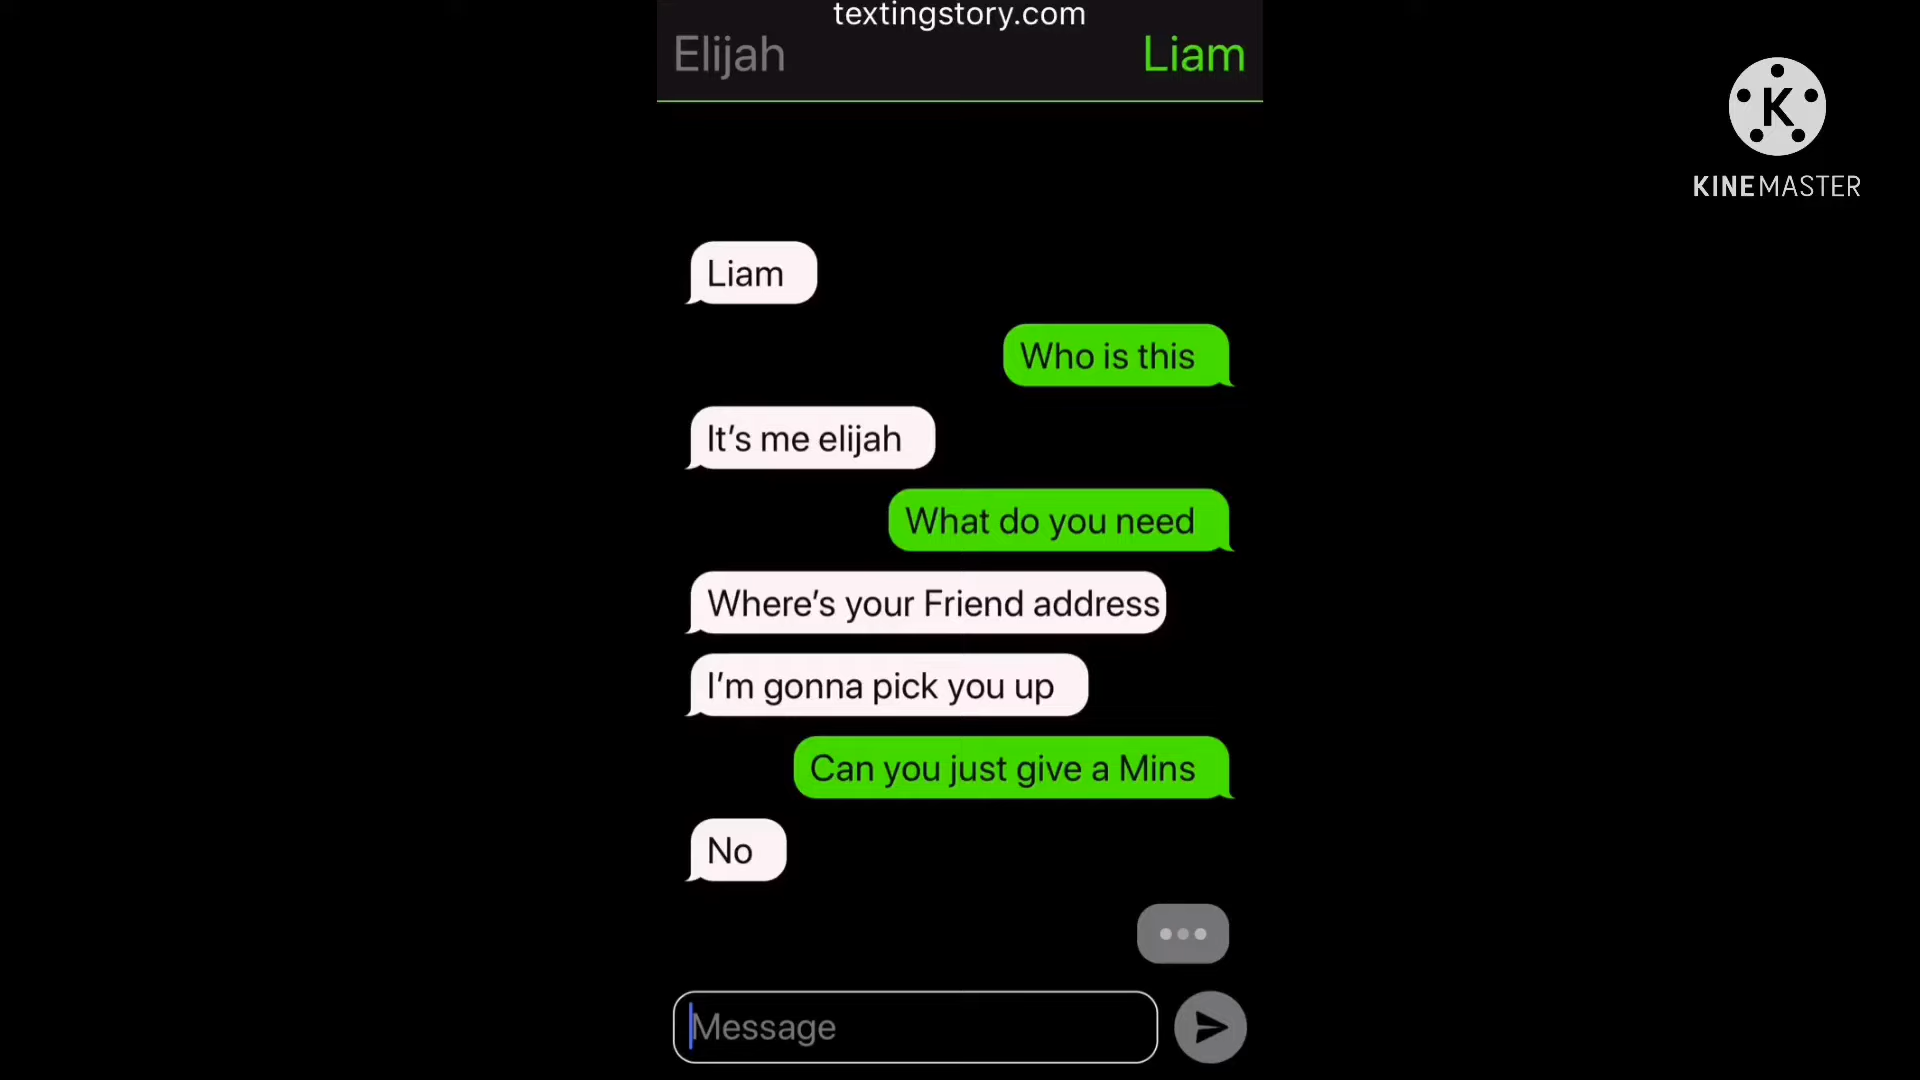 textingstory.com
Elijah
Liam
K
KINEMASTER
Liam
Who is this
It's me elijah
What do you need
Where's your Friend address
I'm gonna pick you up
Can you just give a Mins
No
Message